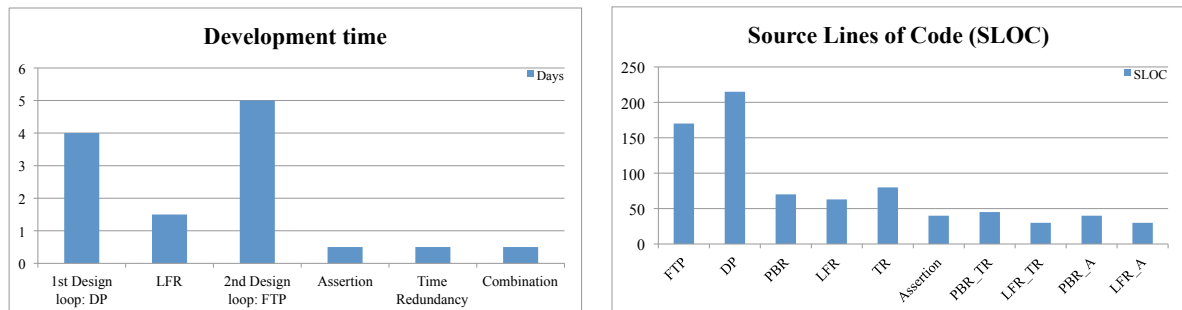 Development time
Days
6
5
4
3
2
1
0
1st Design
loop: DP
LFR
2nd Design
loop: FTP
Assertion
Time
Redundancy
Combination
Source Lines of Code (SLOC)
SLOC
250
200
150
100
50
0
FTP
DP
PBR
LFR
TR
Assertion
PBR_TR
LFR_TR
PBR_A
LFR_A